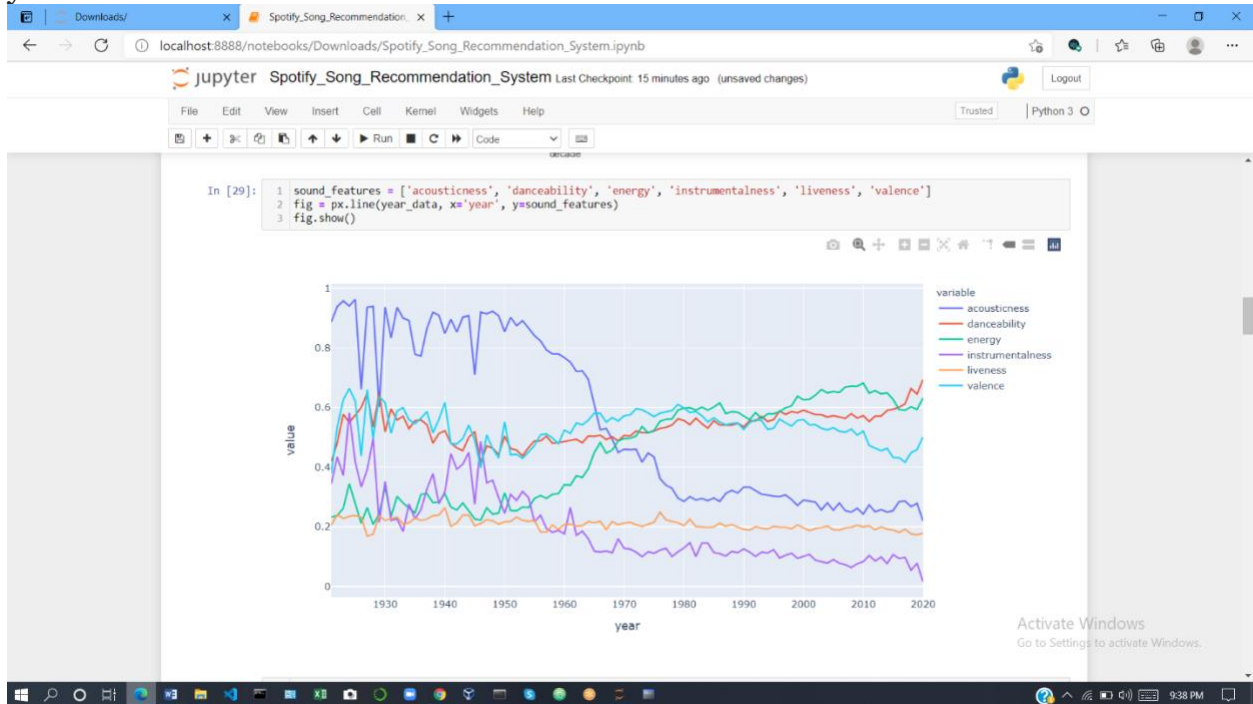 Downloads/
Spotify_Song_Recommendation_
localhost:8888/notebooks/Downloads/Spotify_Song_Recommendation_System.ipynb
jupyter Spotify_Song_Recommendation_System Last Checkpoint: 15 minutes ago (unsaved changes)
Logout
File Edit View Insert Cell Kernel Widgets Help
Trusted Python 3
Run Code
decade
In [29]:
1 sound_features = ['acousticness', 'danceability', 'energy', 'instrumentalness', 'liveness', 'valence']
2 fig = px.line(year_data, x='year', y=sound_features)
3 fig.show()
variable
acousticness
danceability
energy
instrumentalness
liveness
valence
1
0.8
0.6
0.4
0.2
0
value
1930 1940 1950 1960 1970 1980 1990 2000 2010 2020
year
Activate Windows
Go to Settings to activate Windows.
9:38 PM